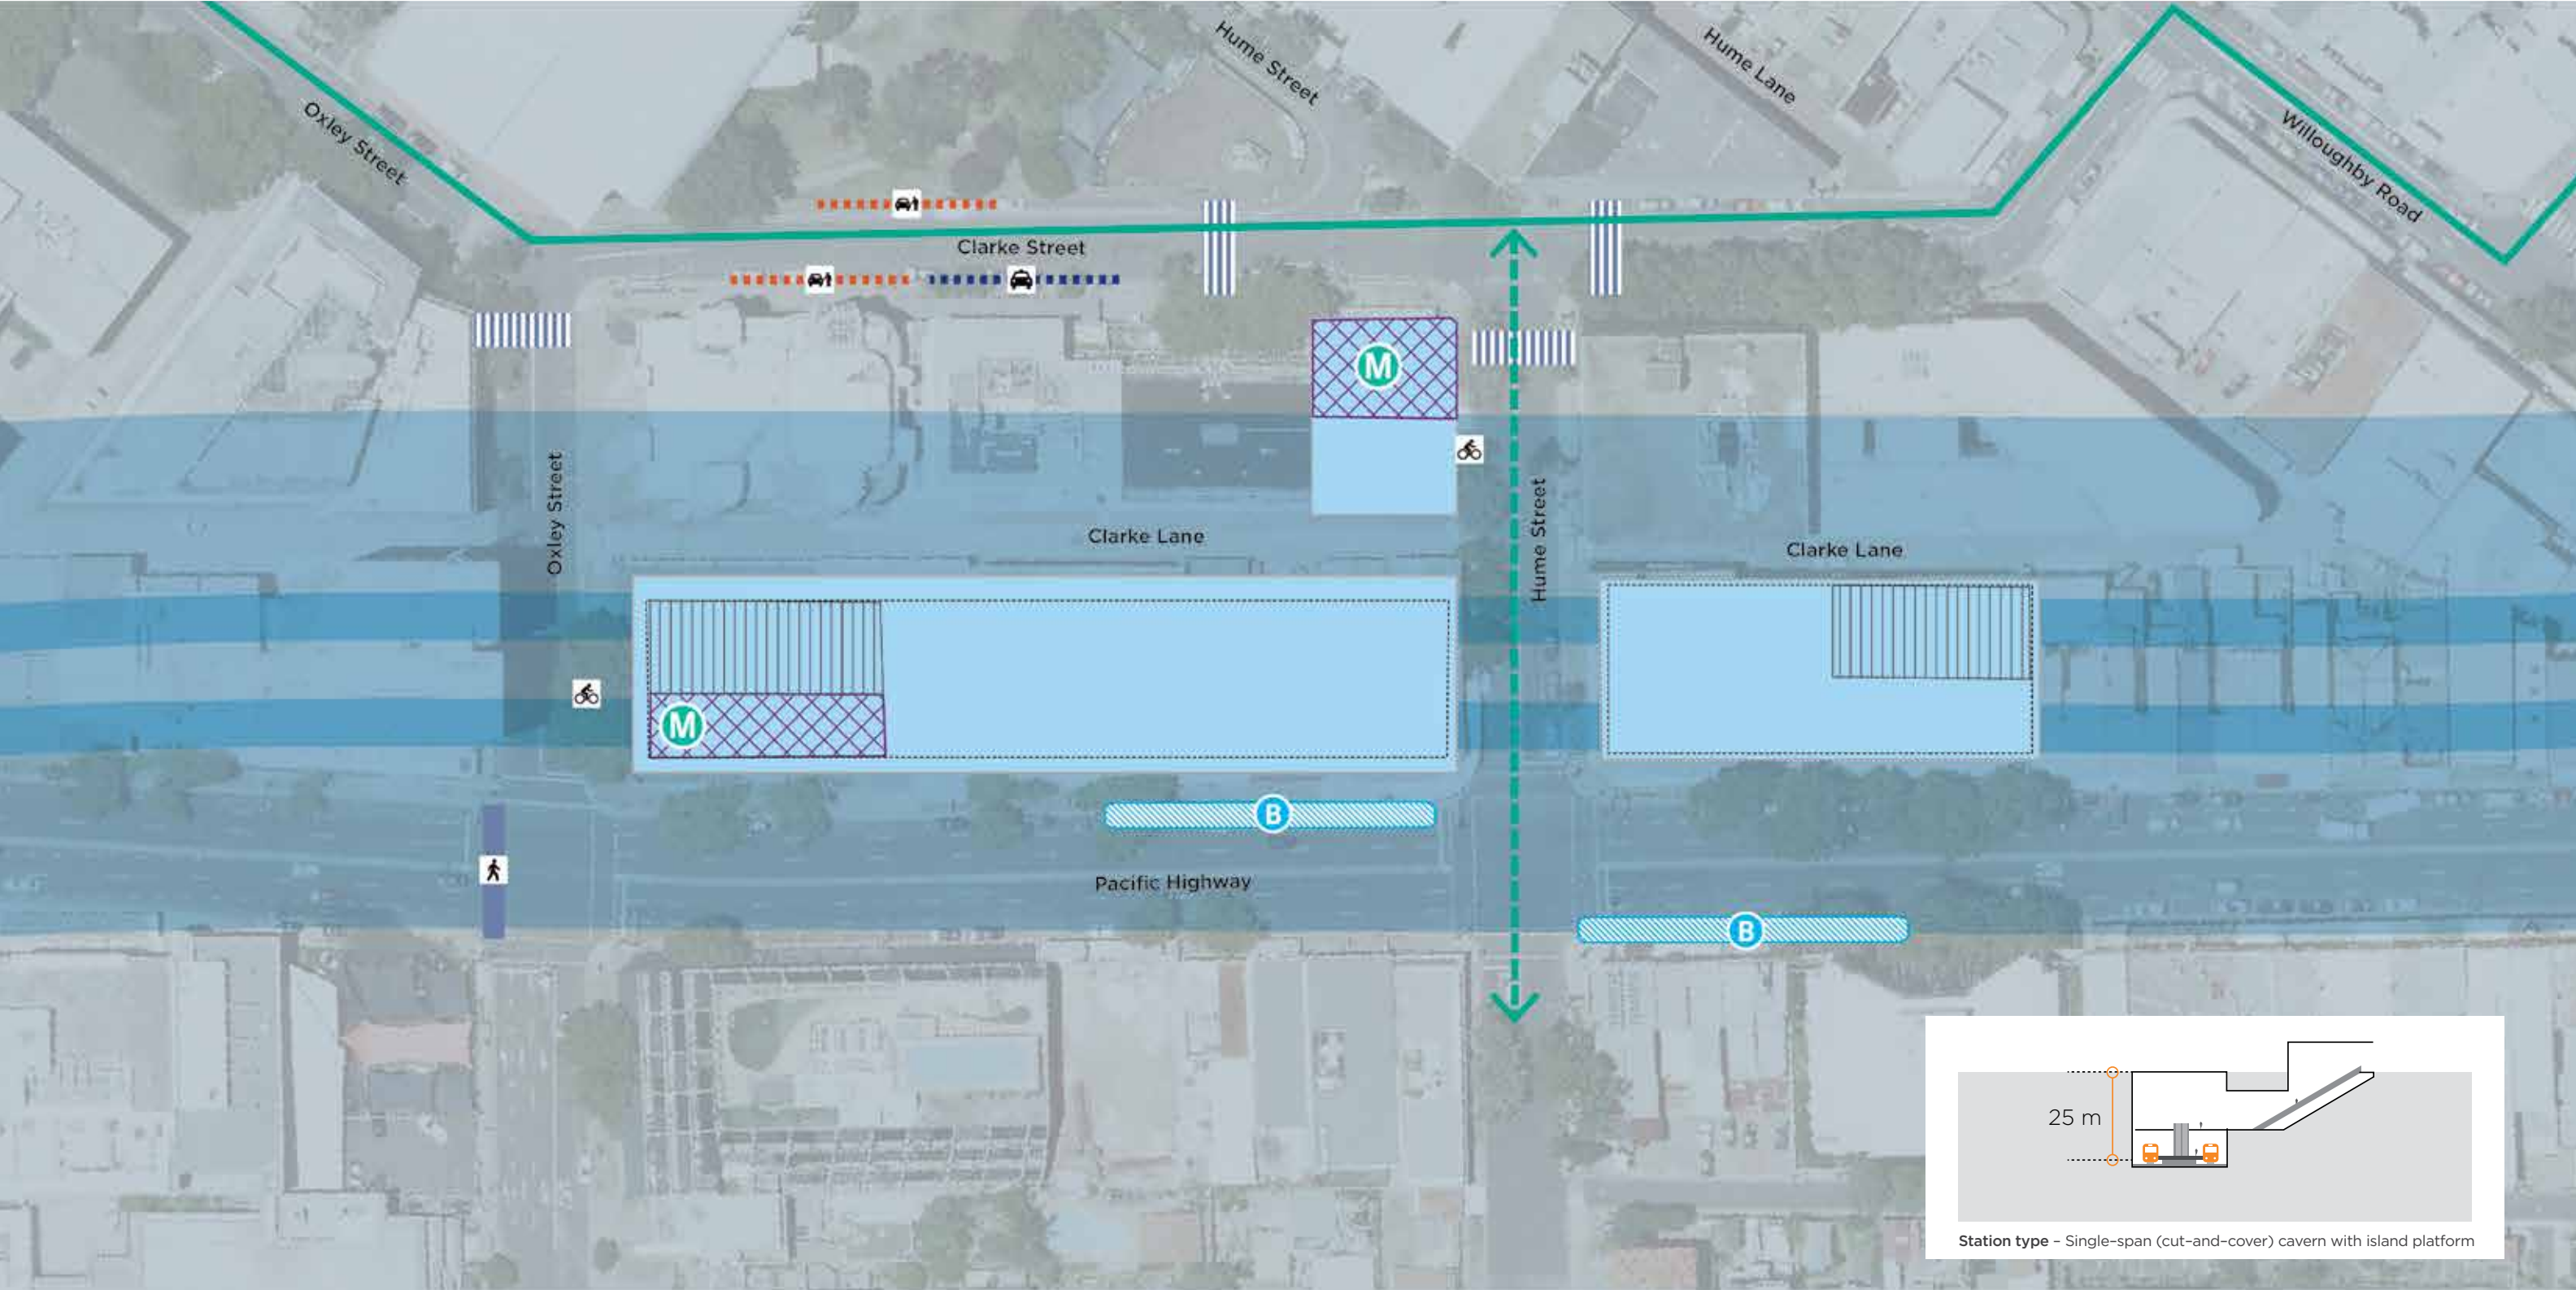 Hume Street
Hume Lane
Oxley Street
Willoughby Road
Clarke Street
M
Oxley Street
Hume Street
Clarke Lane
Clarke Lane
M
B
Pacific Highway
B
25 m
Station type – Single–span (cut–and–cover) cavern with island platform